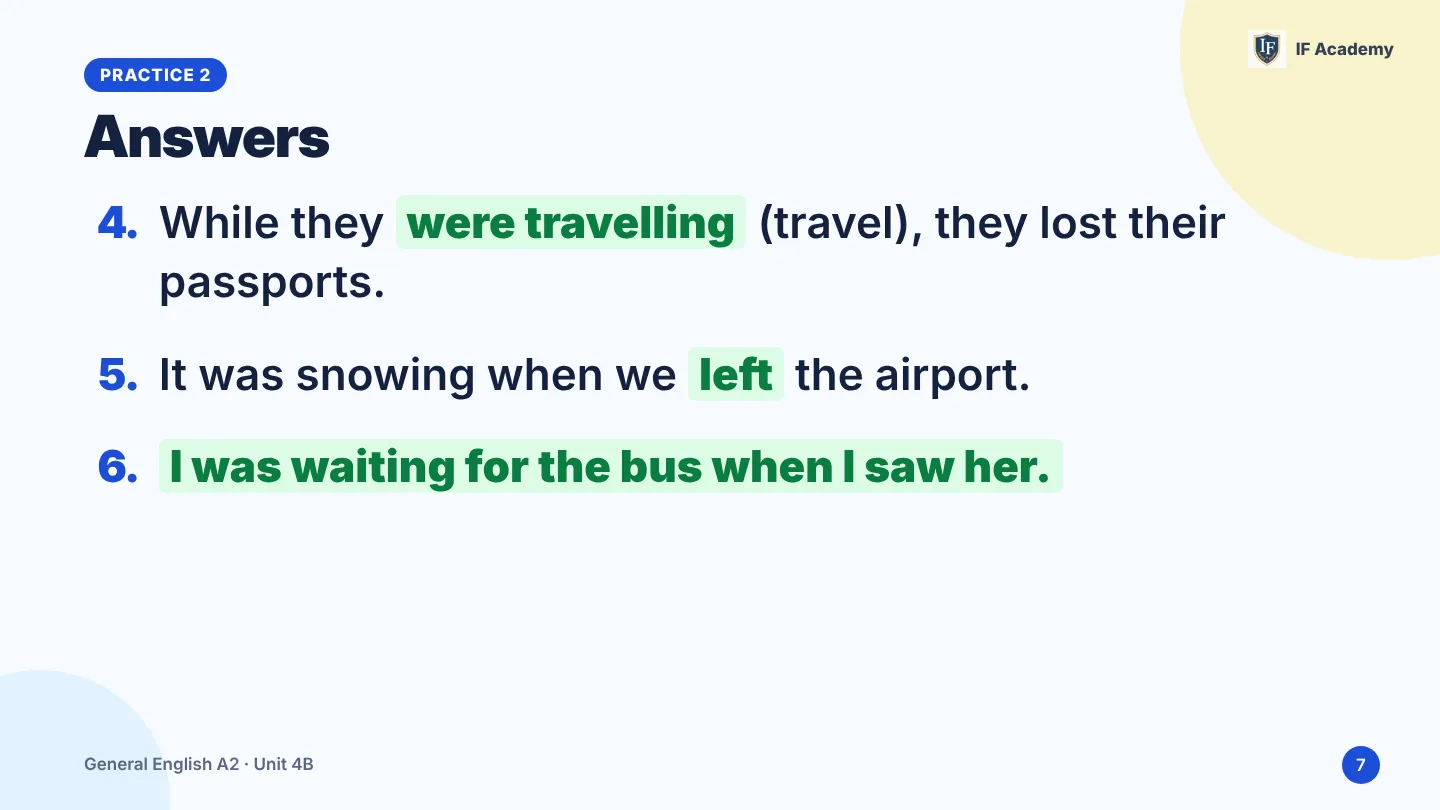 IF
IF Academy
PRACTICE 2
Answers
4. While they were travelling (travel), they lost their
passports.
5. It was snowing when we left the airport.
6. I was waiting for the bus when I saw her.
General English A2 · Unit 4B
7